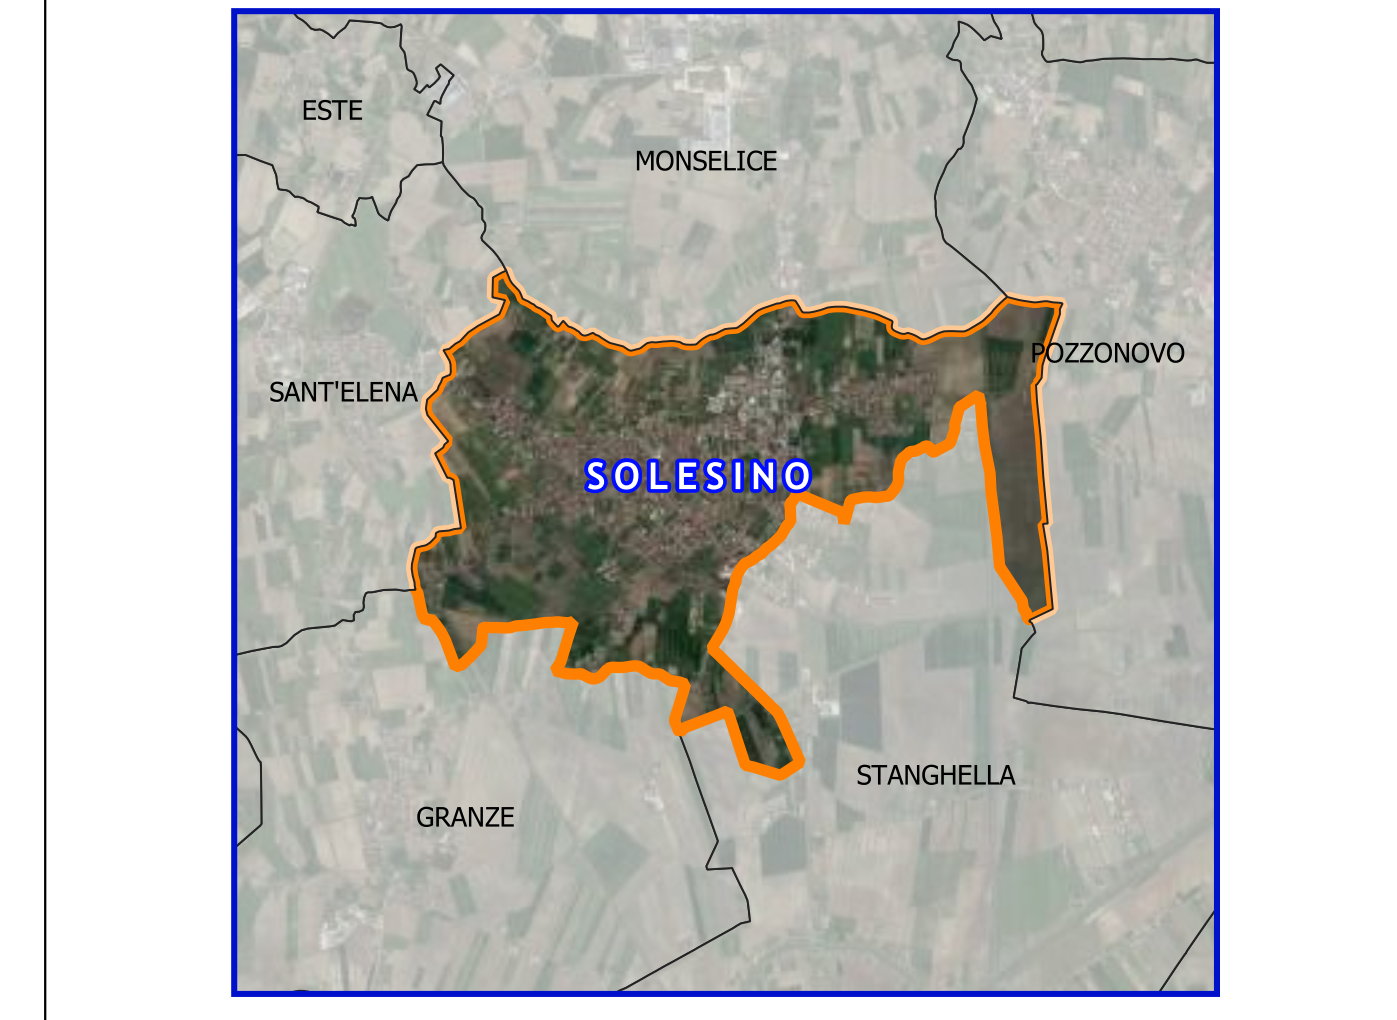 ESTE
MONSELICE
POZZONOVO
SANT'ELENA
SOLESINO
STANGHELLA
GRANZE